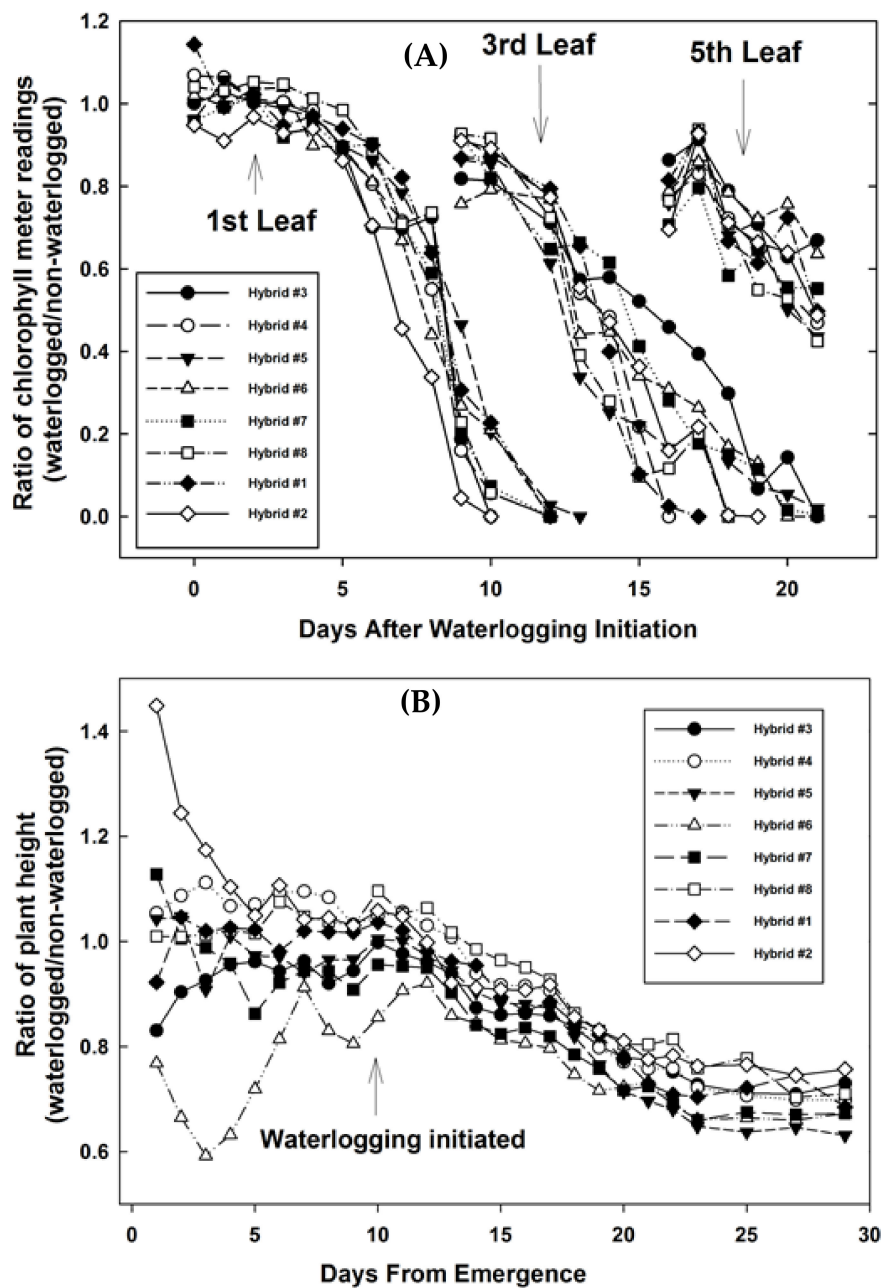 (A)
3rd Leaf
5th Leaf
1st Leaf
1.2
1.0
0.8
0.6
0.4
0.2
0.0
Ratio of chlorophyll meter readings
(waterlogged/non-waterlogged)
Hybrid #3
Hybrid #4
Hybrid #5
Hybrid #6
Hybrid #7
Hybrid #8
Hybrid #1
Hybrid #2
0 5 10 15 20
Days After Waterlogging Initiation
(B)
1.4
1.2
1.0
0.8
0.6
Ratio of plant height
(waterlogged/non-waterlogged)
Hybrid #3
Hybrid #4
Hybrid #5
Hybrid #6
Hybrid #7
Hybrid #8
Hybrid #1
Hybrid #2
Waterlogging initiated
0 5 10 15 20 25 30
Days From Emergence